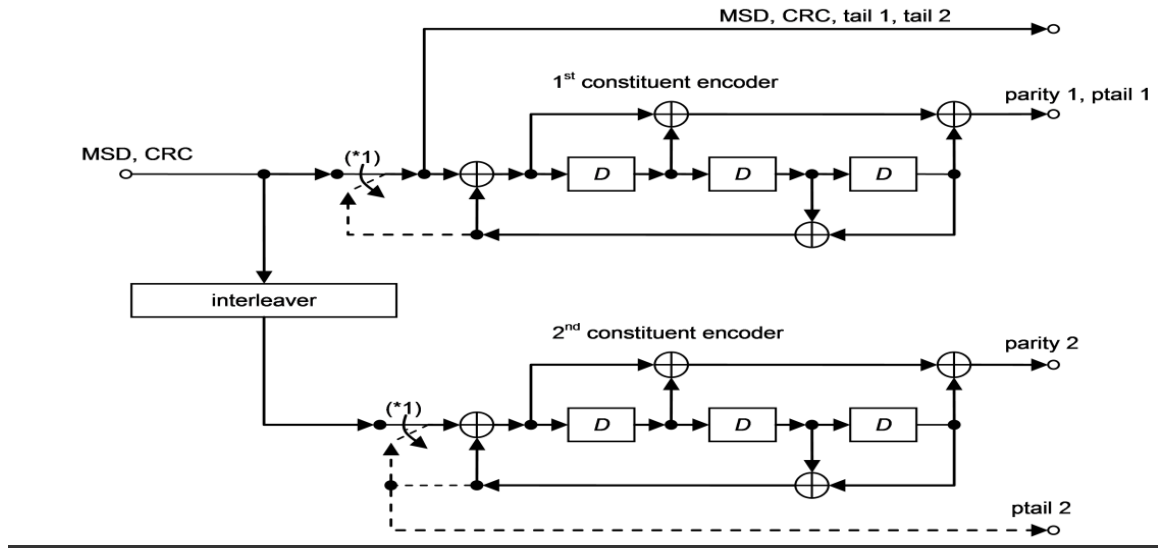 MSD, CRC, tail 1, tail 2
1st constituent encoder
parity 1, ptail 1
MSD, CRC
(*1)
D
D
D
interleaver
2nd constituent encoder
parity 2
(*1)
D
D
D
ptail 2